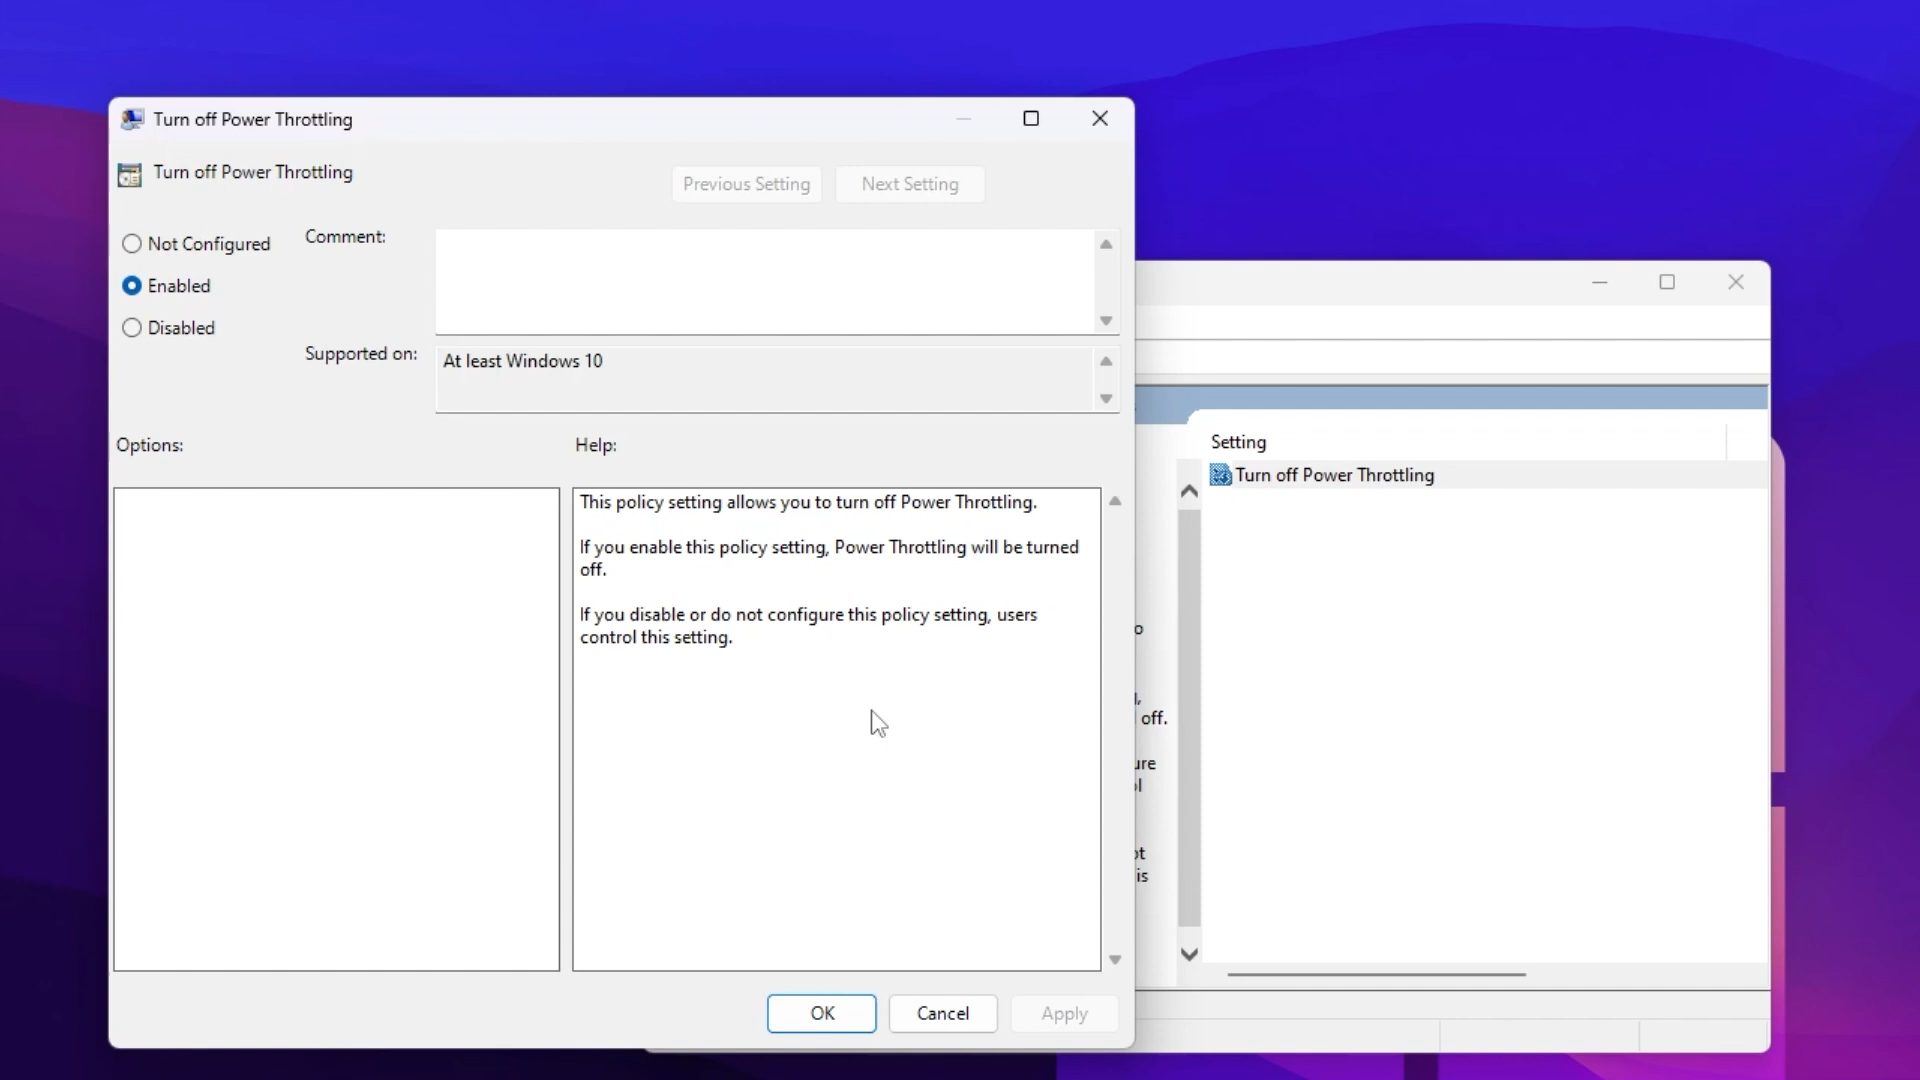 Turn off Power Throttling
Turn off Power Throttling
Previous Setting
Next Setting
Not Configured
Comment:
Enabled
Disabled
Supported on:
At least Windows 10
Options:
Help:
This policy setting allows you to turn off Power Throttling.
If you enable this policy setting, Power Throttling will be turned
off.
If you disable or do not configure this policy setting, users
control this setting.
OK
Cancel
Apply
Setting
Turn off Power Throttling
off.
is